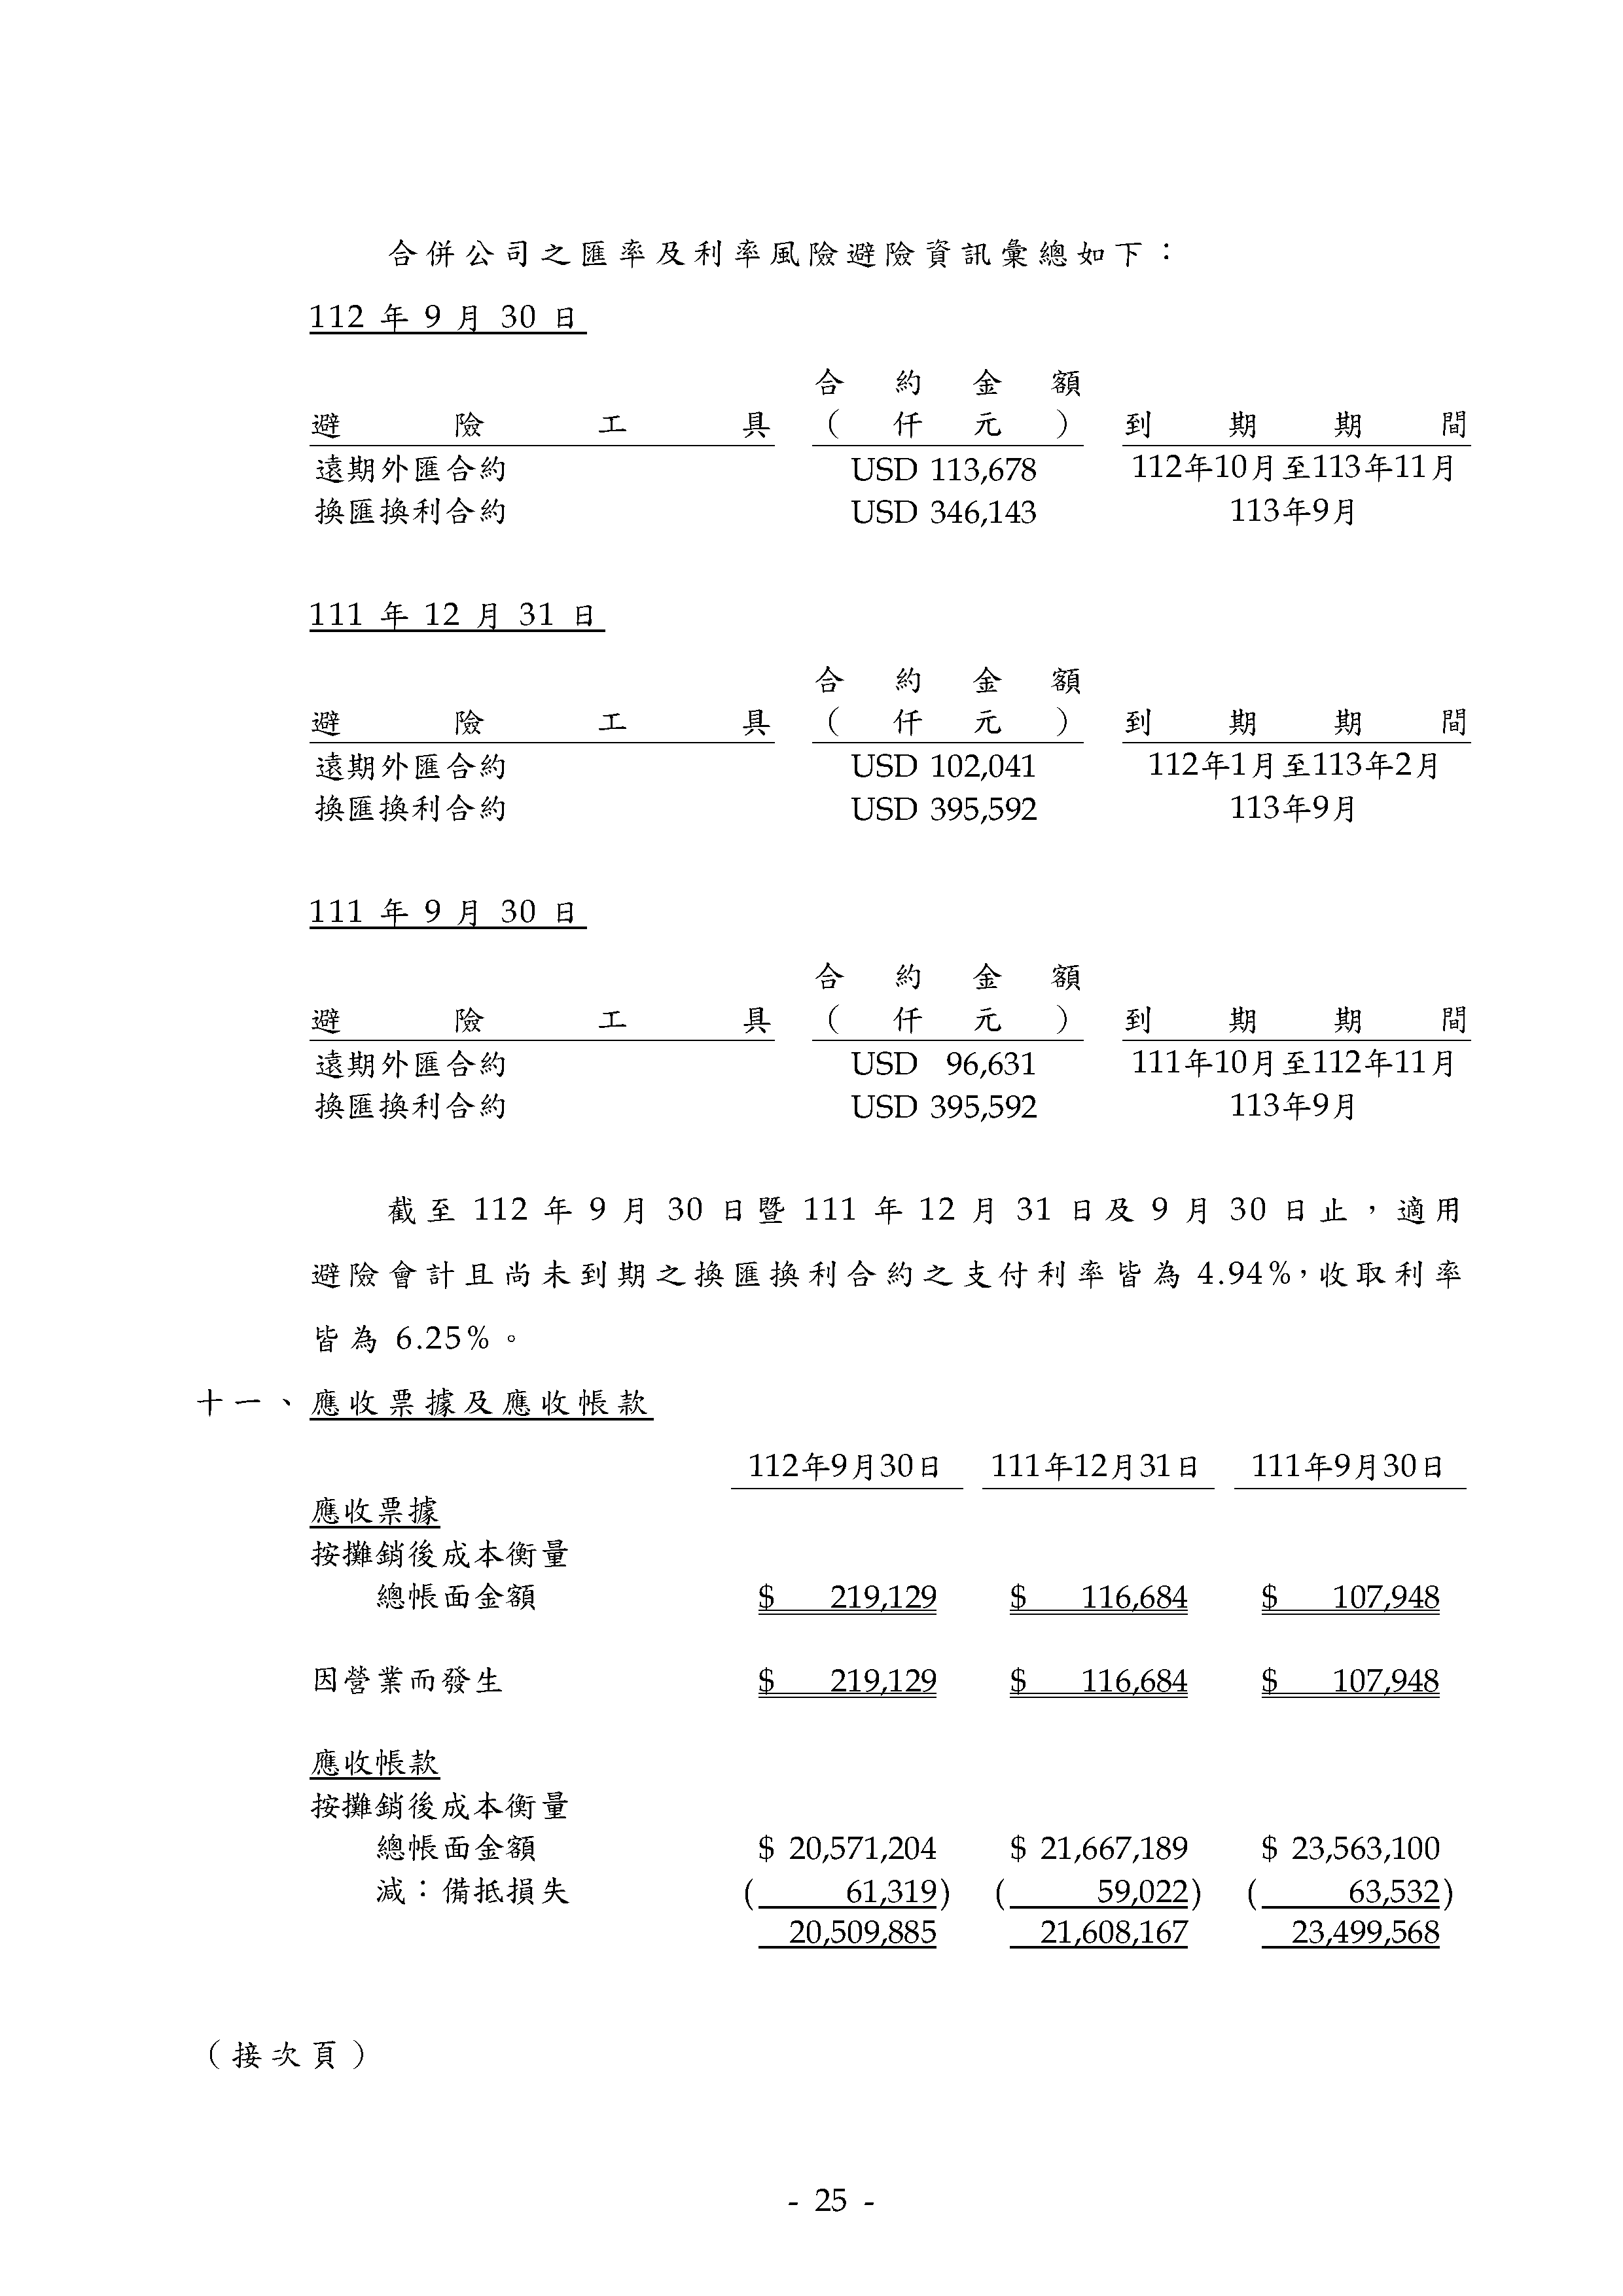 合併公司之匯率及利率風險避險資訊彙總如下：
112 年 9 月 30 日
合約金額
避險工具 （仟元） 到期期間
遠期外匯合約 USD 113,678 112年10月至113年11月
換匯換利合約 USD 346,143 113年9月
111 年 12 月 31 日
合約金額
避險工具 （仟元） 到期期間
遠期外匯合約 USD 102,041 112年1月至113年2月
換匯換利合約 USD 395,592 113年9月
111 年 9 月 30 日
合約金額
避險工具 （仟元） 到期期間
遠期外匯合約 USD 96,631 111年10月至112年11月
換匯換利合約 USD 395,592 113年9月
截至 112 年 9 月 30 日暨 111 年 12 月 31 日及 9 月 30 日止，適用
避險會計且尚未到期之換匯換利合約之支付利率皆為 4.94%，收取利率
皆為 6.25%。
十一、應收票據及應收帳款
112年9月30日 111年12月31日 111年9月30日
應收票據
按攤銷後成本衡量
總帳面金額 $ 219,129 $ 116,684 $ 107,948
因營業而發生 $ 219,129 $ 116,684 $ 107,948
應收帳款
按攤銷後成本衡量
總帳面金額 $ 20,571,204 $ 21,667,189 $ 23,563,100
減：備抵損失 ( 61,319) ( 59,022) ( 63,532)
20,509,885 21,608,167 23,499,568
（接次頁）
- 25 -